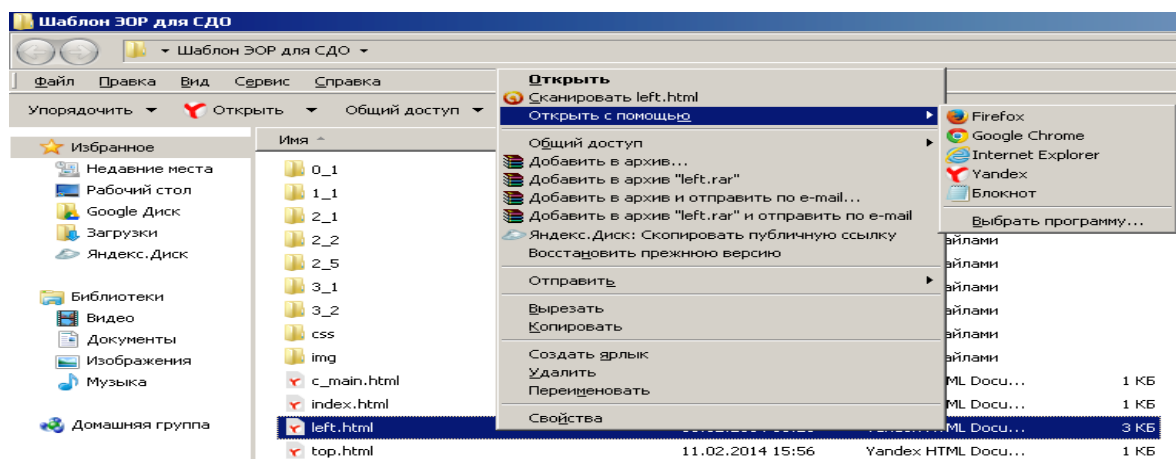 Шаблон ЭОР для СДО
Шаблон ЭОР для СДО
Файл Правка Вид Сервис Справка
Упорядочить Открыть Общий доступ
Избранное
Недавние места
Рабочий стол
Google Диск
Загрузки
Яндекс.Диск
Библиотеки
Видео
Документы
Изображения
Музыка
Домашняя группа
Имя
0_1
1_1
2_1
2_2
2_5
3_1
3_2
css
img
c_main.html
index.html
left.html
top.html
Открыть
Сканировать left.html
Открыть с помощью
Общий доступ
Добавить в архив...
Добавить в архив "left.rar"
Добавить в архив и отправить по e-mail...
Добавить в архив "left.rar" и отправить по e-mail
Яндекс.Диск: Скопировать публичную ссылку
Восстановить прежнюю версию
Отправить
Вырезать
Копировать
Создать ярлык
Удалить
Переименовать
Свойства
Firefox
Google Chrome
Internet Explorer
Yandex
Блокнот
Выбрать программу...
айлами
айлами
айлами
айлами
айлами
айлами
ML Docu... 1 КБ
ML Docu... 1 КБ
ML Docu... 3 КБ
11.02.2014 15:56 Yandex HTML Docu... 1 КБ